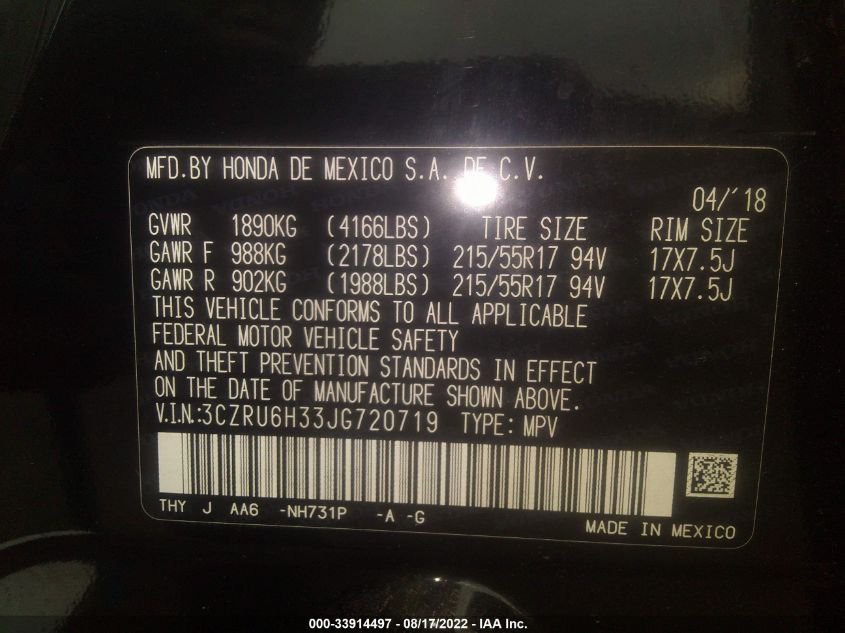 MFD.BY HONDA DE MEXICO S.A. DE C.V.
04/'18
GVWR 1890KG (4166LBS) TIRE SIZE RIM SIZE
GAWR F 988KG (2178LBS) 215/55R17 94V 17X7.5J
GAWR R 902KG (1988LBS) 215/55R17 94V 17X7.5J
THIS VEHICLE CONFORMS TO ALL APPLICABLE
FEDERAL MOTOR VEHICLE SAFETY
AND THEFT PREVENTION STANDARDS IN EFFECT
ON THE DATE OF MANUFACTURE SHOWN ABOVE.
V.I.N.:3CZRU6H33JG720719 TYPE: MPV
THY J AA6 -NH731P -A -G
MADE IN MEXICO
000-33914497 - 08/17/2022 - IAA Inc.